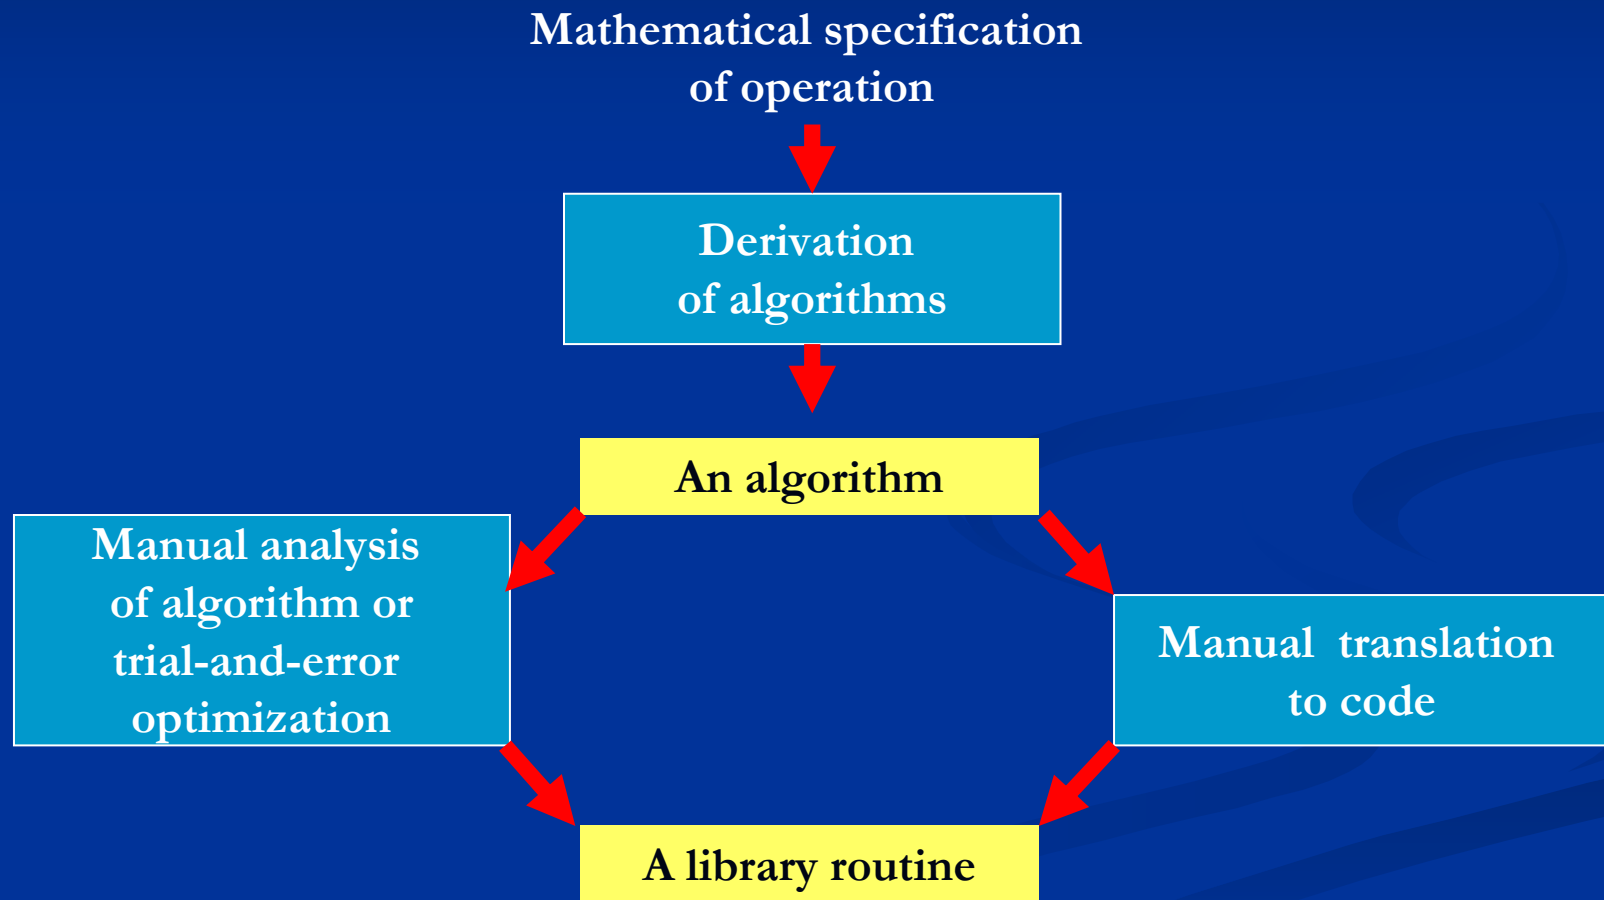 Mathematical specification
of operation
Derivation
of algorithms
An algorithm
Manual analysis
of algorithm or
trial-and-error
optimization
Manual translation
to code
A library routine